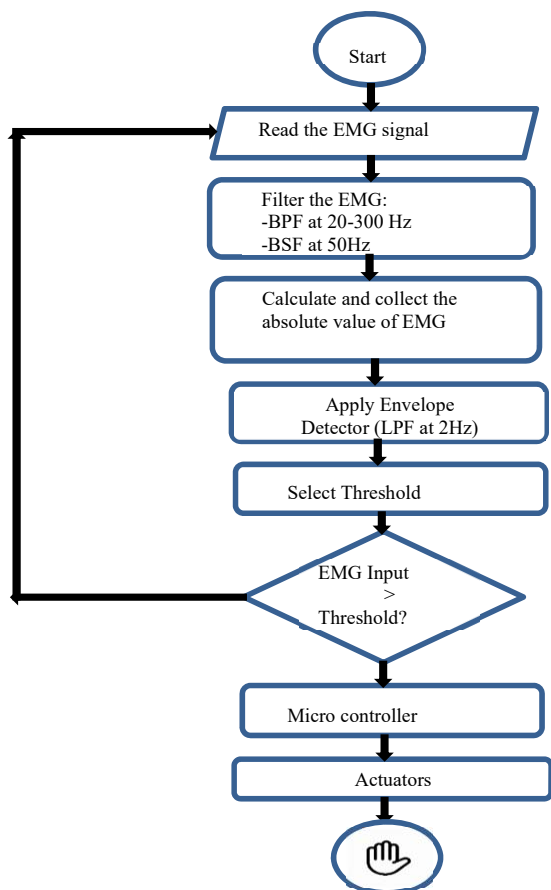 Start
Read the EMG signal
Filter the EMG:
-BPF at 20-300 Hz
-BSF at 50Hz
Calculate and collect the
absolute value of EMG
Apply Envelope
Detector (LPF at 2Hz)
Select Threshold
EMG Input
>
Threshold?
Micro controller
Actuators